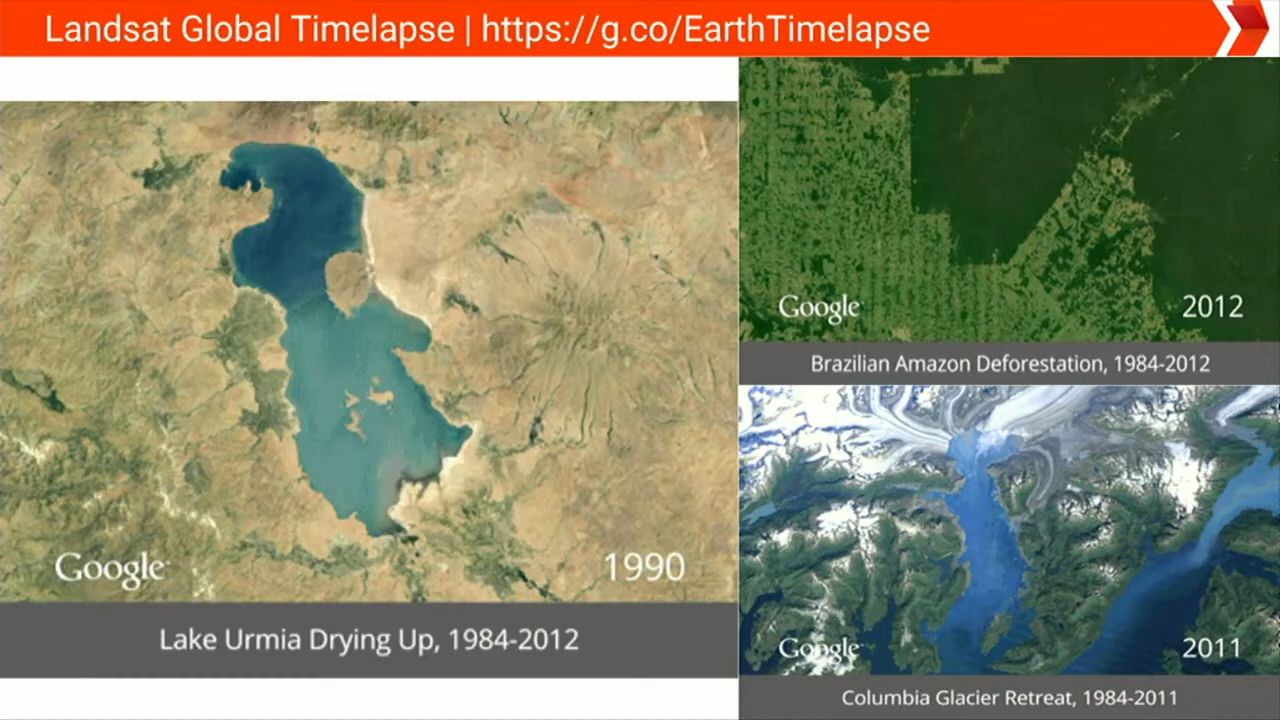 Landsat Global Timelapse | https://g.co/EarthTimelapse
Google
1990
Lake Urmia Drying Up, 1984-2012
Google
2012
Brazilian Amazon Deforestation, 1984-2012
Google
2011
Columbia Glacier Retreat, 1984-2011